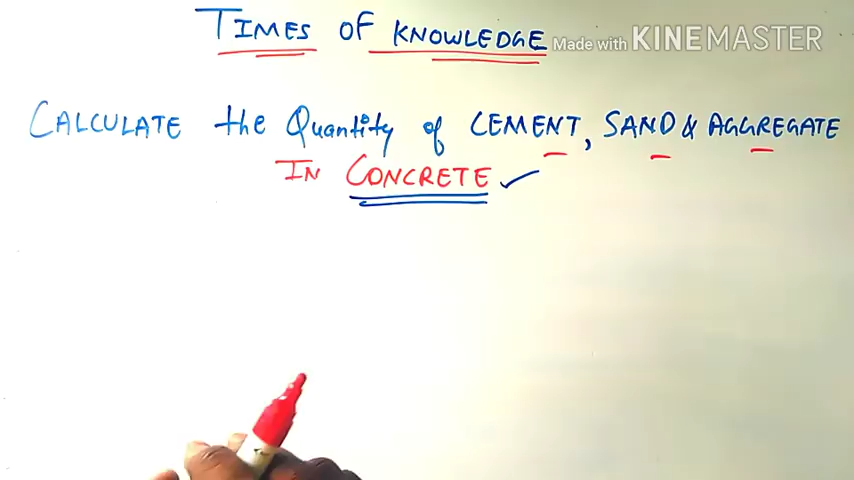 TIMES OF KNOWLEDGE
Made with KINEMASTER
CALCULATE the Quantity of CEMENT, SAND & AGGREGATE
IN CONCRETE